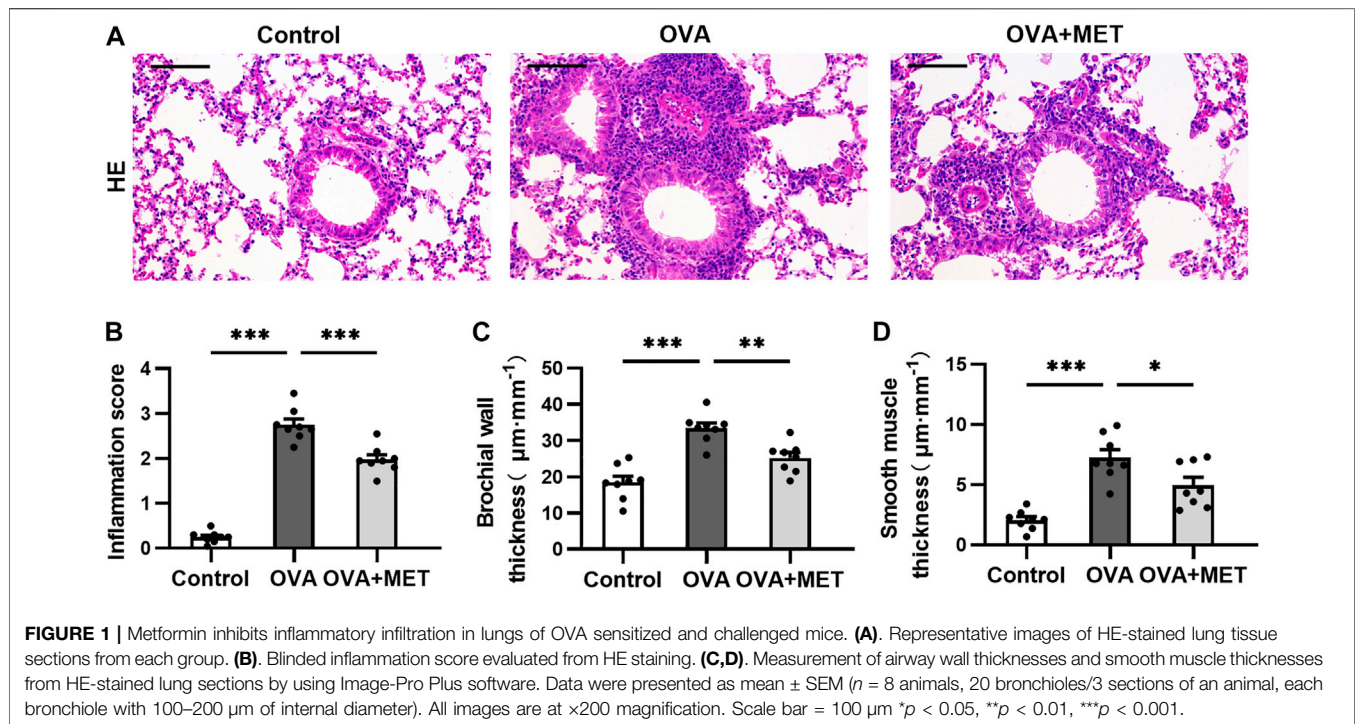 A
Control
OVA
OVA+MET
HE
B
Inflammation score
4
3
2
1
0
***
***
Control
OVA
OVA+MET
C
Brochial wall
thickness( μm·mm⁻¹)
50
40
30
20
10
0
***
**
Control
OVA
OVA+MET
D
Smooth muscle
thickness( μm·mm⁻¹)
15
10
5
0
***
*
Control
OVA
OVA+MET
FIGURE 1 | Metformin inhibits inflammatory infiltration in lungs of OVA sensitized and challenged mice. (A). Representative images of HE-stained lung tissue
sections from each group. (B). Blinded inflammation score evaluated from HE staining. (C,D). Measurement of airway wall thicknesses and smooth muscle thicknesses
from HE-stained lung sections by using Image-Pro Plus software. Data were presented as mean ± SEM (n = 8 animals, 20 bronchioles/3 sections of an animal, each
bronchiole with 100–200 μm of internal diameter). All images are at ×200 magnification. Scale bar = 100 μm *p < 0.05, **p < 0.01, ***p < 0.001.